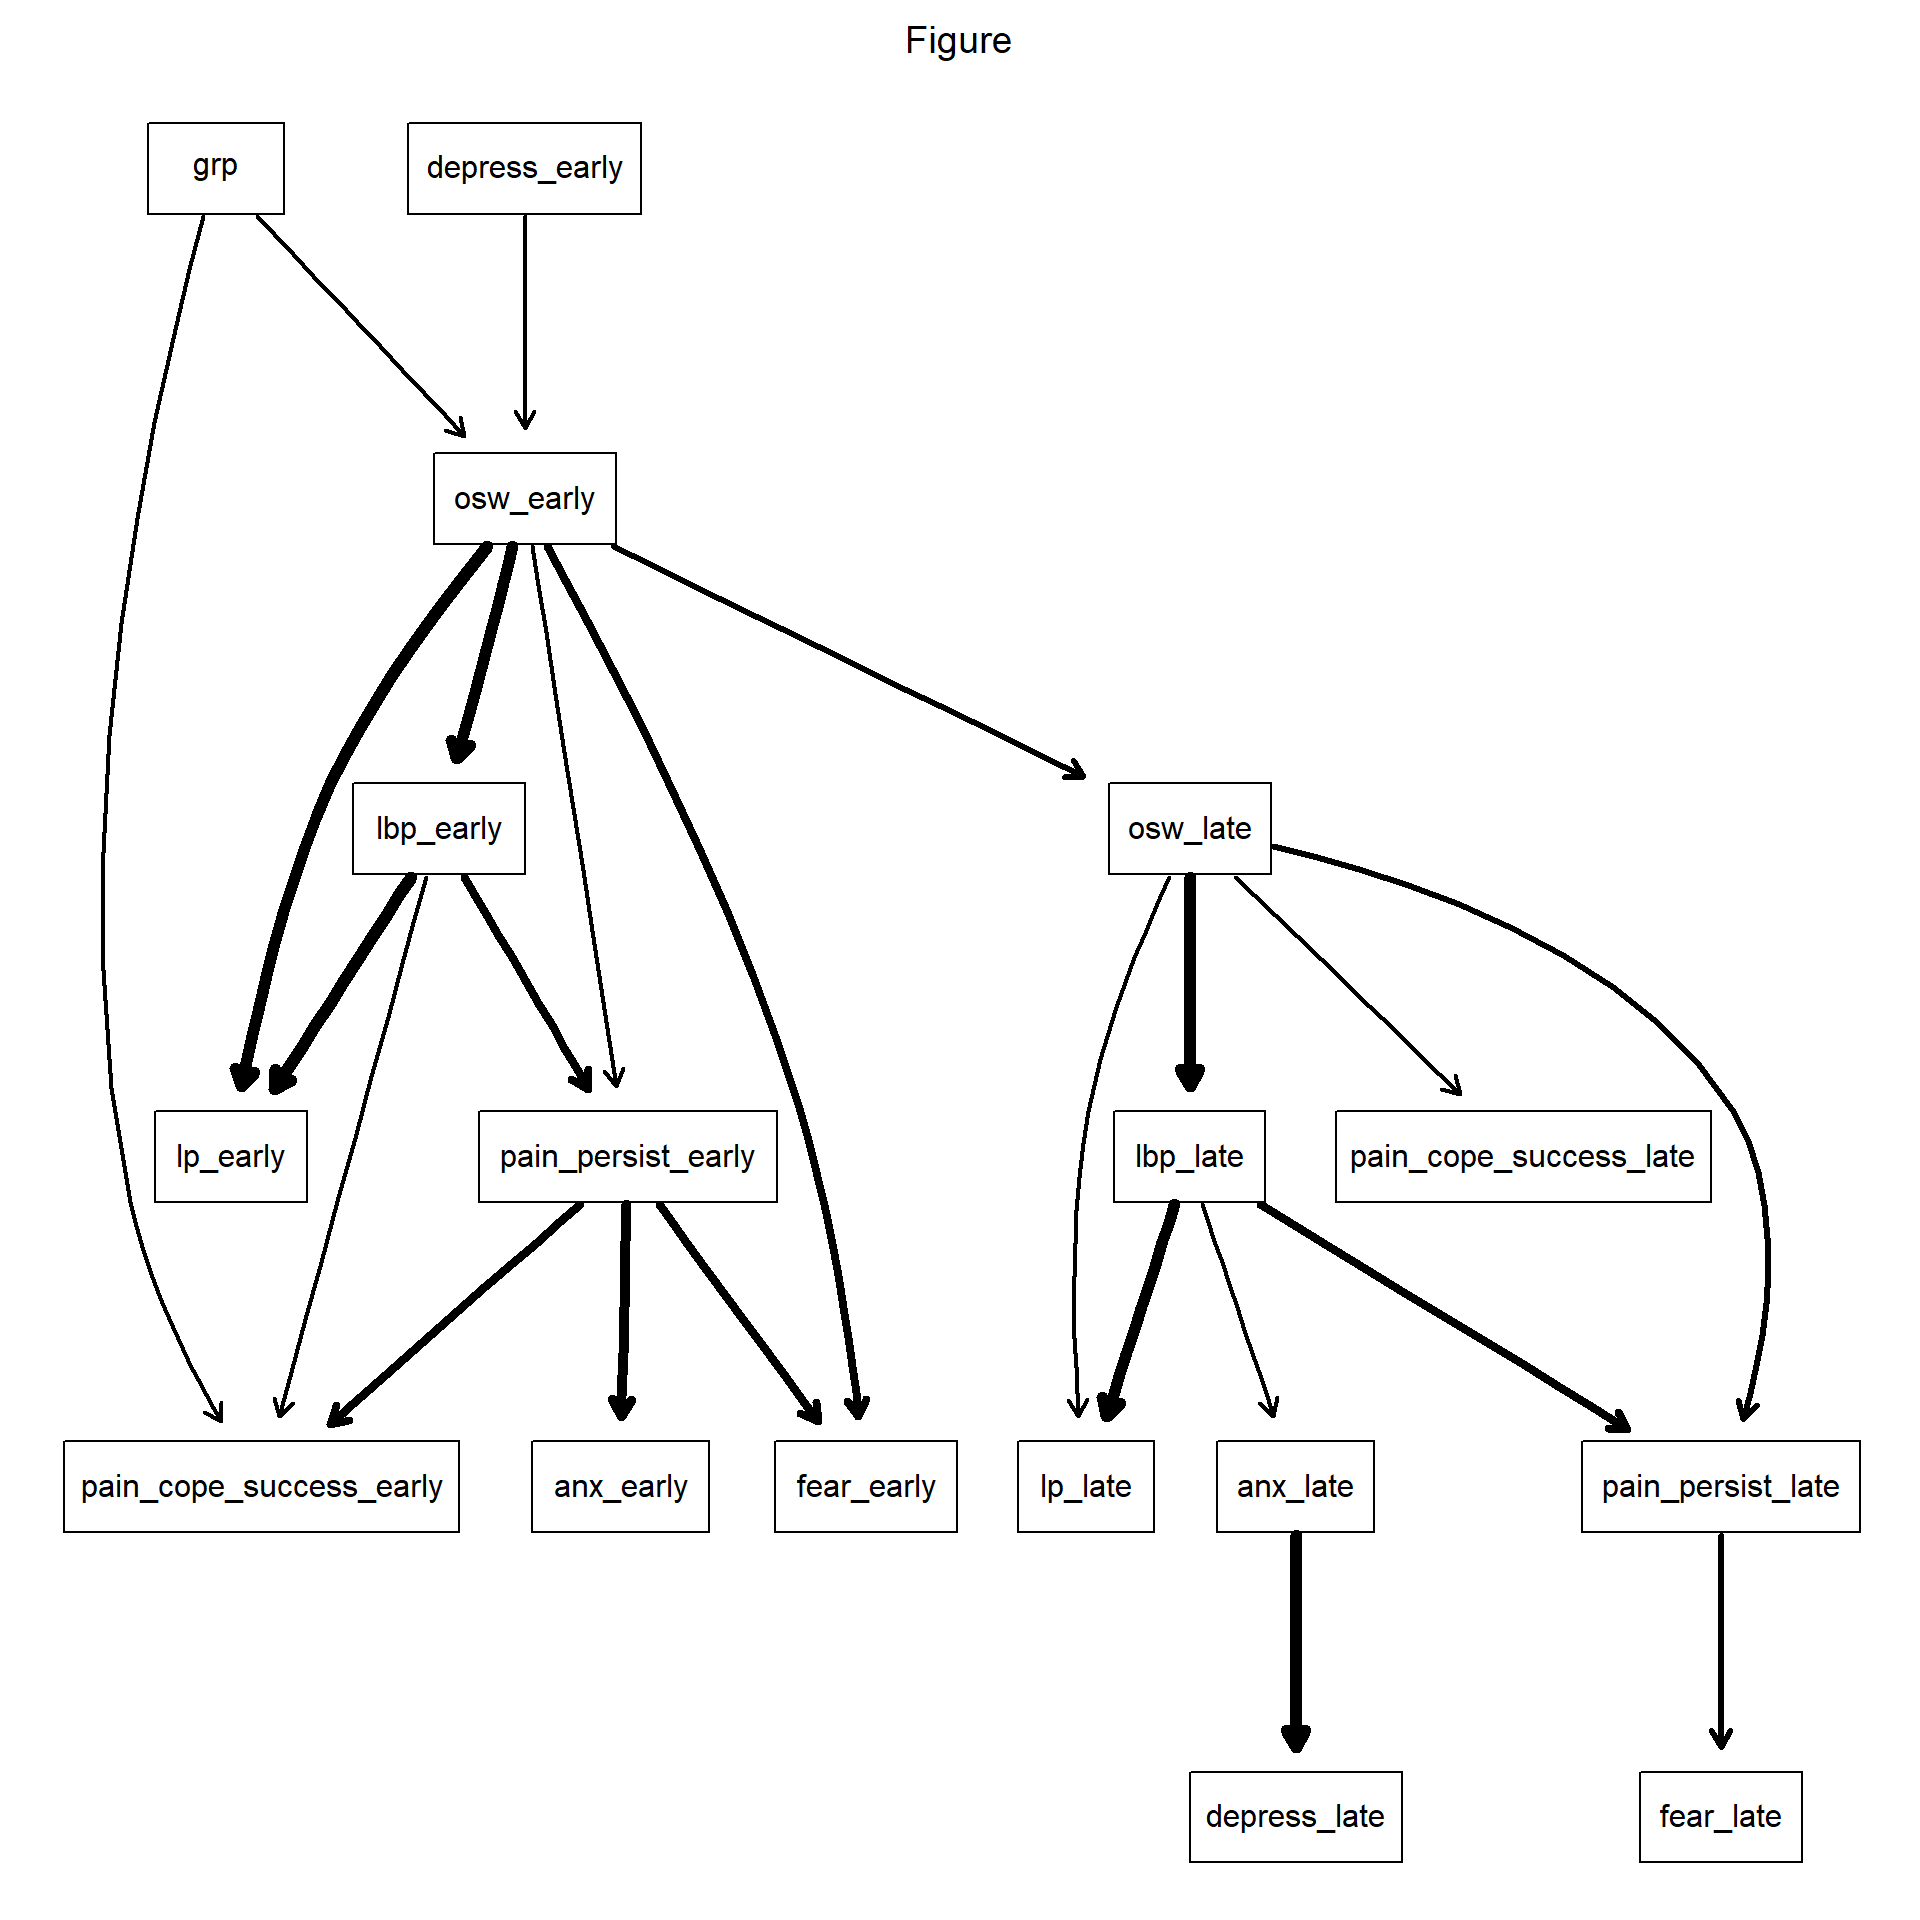 Figure
grp
depress_early
osw_early
lbp_early
osw_late
lp_early
pain_persist_early
lbp_late
pain_cope_success_late
pain_cope_success_early
anx_early
fear_early
lp_late
anx_late
pain_persist_late
depress_late
fear_late